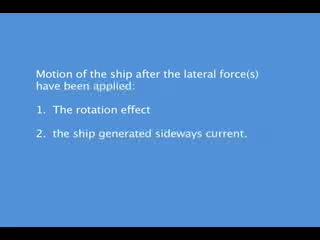 Motion of the ship after the lateral force(s)
have been applied:
1. The rotation effect
2. the ship generated sideways current.